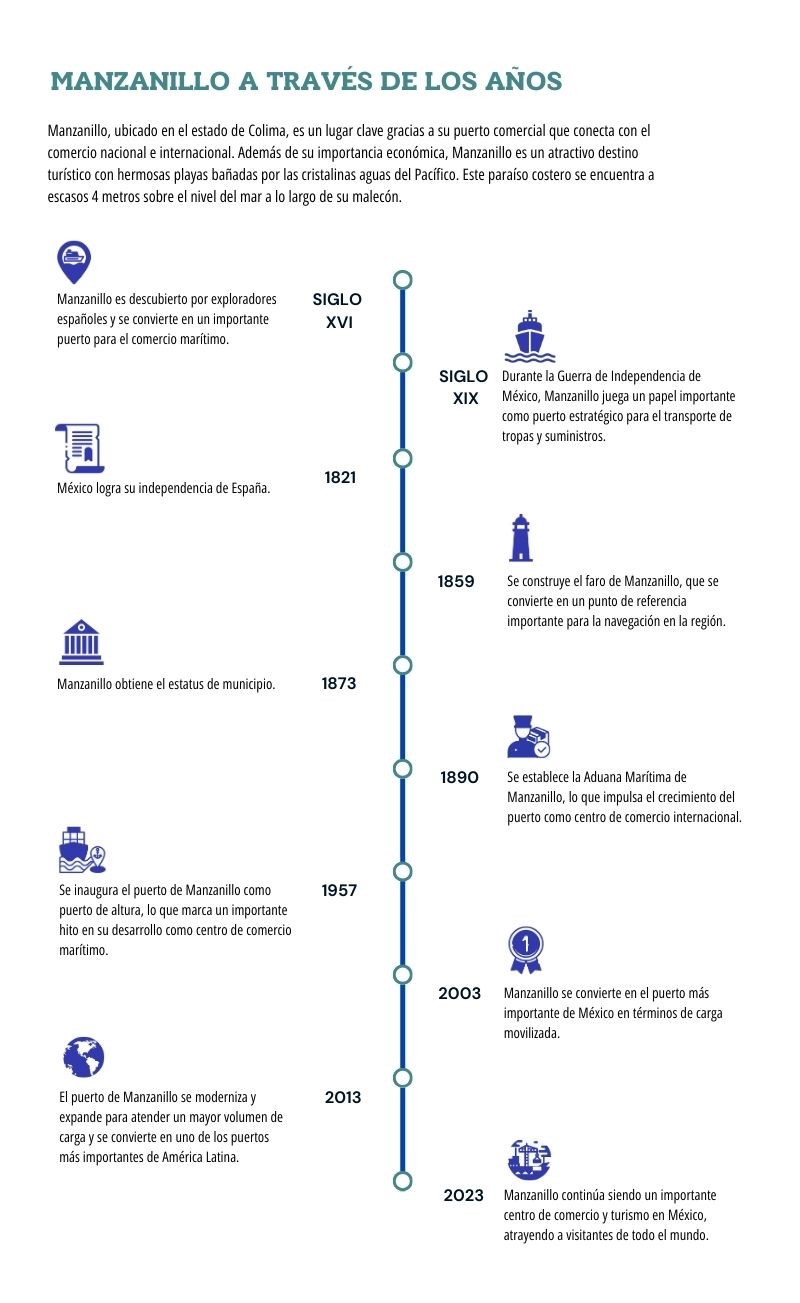 MANZANILLO A TRAVÉS DE LOS AÑOS
Manzanillo, ubicado en el estado de Colima, es un lugar clave gracias a su puerto comercial que conecta con el
comercio nacional e internacional. Además de su importancia económica, Manzanillo es un atractivo destino
turístico con hermosas playas bañadas por las cristalinas aguas del Pacífico. Este paraíso costero se encuentra a
escasos 4 metros sobre el nivel del mar a lo largo de su malecón.
SIGLO
XVI
Manzanillo es descubierto por exploradores
españoles y se convierte en un importante
puerto para el comercio marítimo.
SIGLO
XIX
Durante la Guerra de Independencia de
México, Manzanillo juega un papel importante
como puerto estratégico para el transporte de
tropas y suministros.
1821
México logra su independencia de España.
1859
Se construye el faro de Manzanillo, que se
convierte en un punto de referencia
importante para la navegación en la región.
1873
Manzanillo obtiene el estatus de municipio.
1890
Se establece la Aduana Marítima de
Manzanillo, lo que impulsa el crecimiento del
puerto como centro de comercio internacional.
1957
Se inaugura el puerto de Manzanillo como
puerto de altura, lo que marca un importante
hito en su desarrollo como centro de comercio
marítimo.
1
2003
Manzanillo se convierte en el puerto más
importante de México en términos de carga
movilizada.
2013
El puerto de Manzanillo se moderniza y
expande para atender un mayor volumen de
carga y se convierte en uno de los puertos
más importantes de América Latina.
2023
Manzanillo continúa siendo un importante
centro de comercio y turismo en México,
atrayendo a visitantes de todo el mundo.